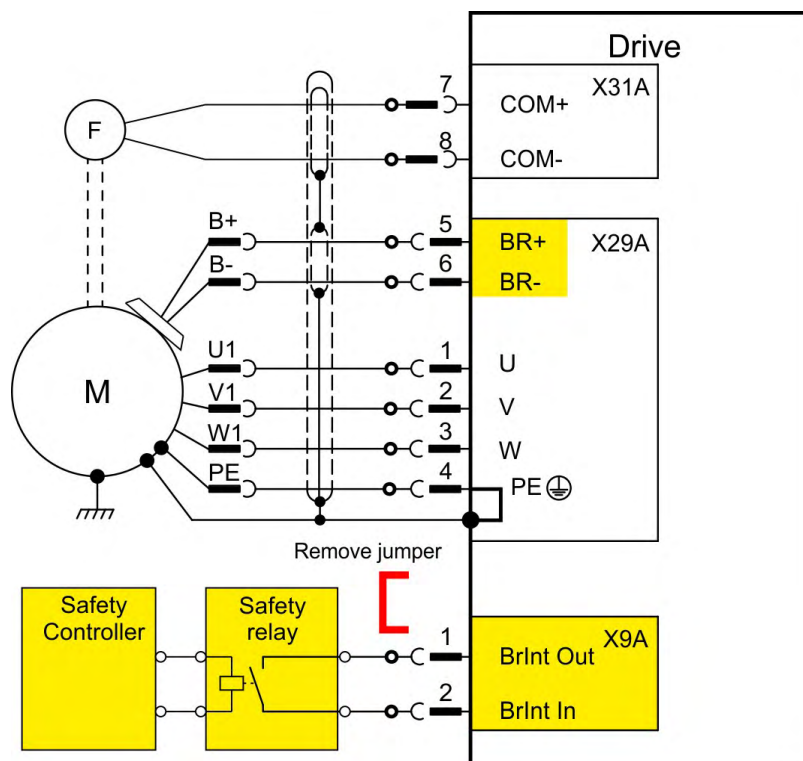 Drive
7
COM+
X31A
F
8
COM-
B+
5
BR+
X29A
B-
6
BR-
U1
1
U
M
V1
2
V
W1
3
W
PE
4
PE
Remove jumper
Safety
Controller
Safety
relay
1
BrInt Out
X9A
2
BrInt In